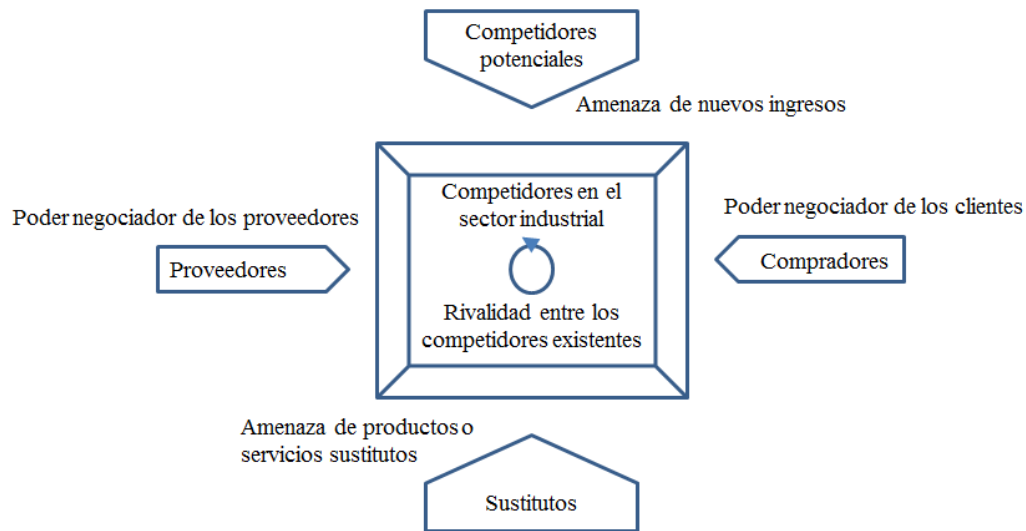 Competidores
potenciales
Amenaza de nuevos ingresos
Competidores en el
sector industrial
Poder negociador de los proveedores
Poder negociador de los clientes
Proveedores
Compradores
Rivalidad entre los
competidores existentes
Amenaza de productos o
servicios sustitutos
Sustitutos